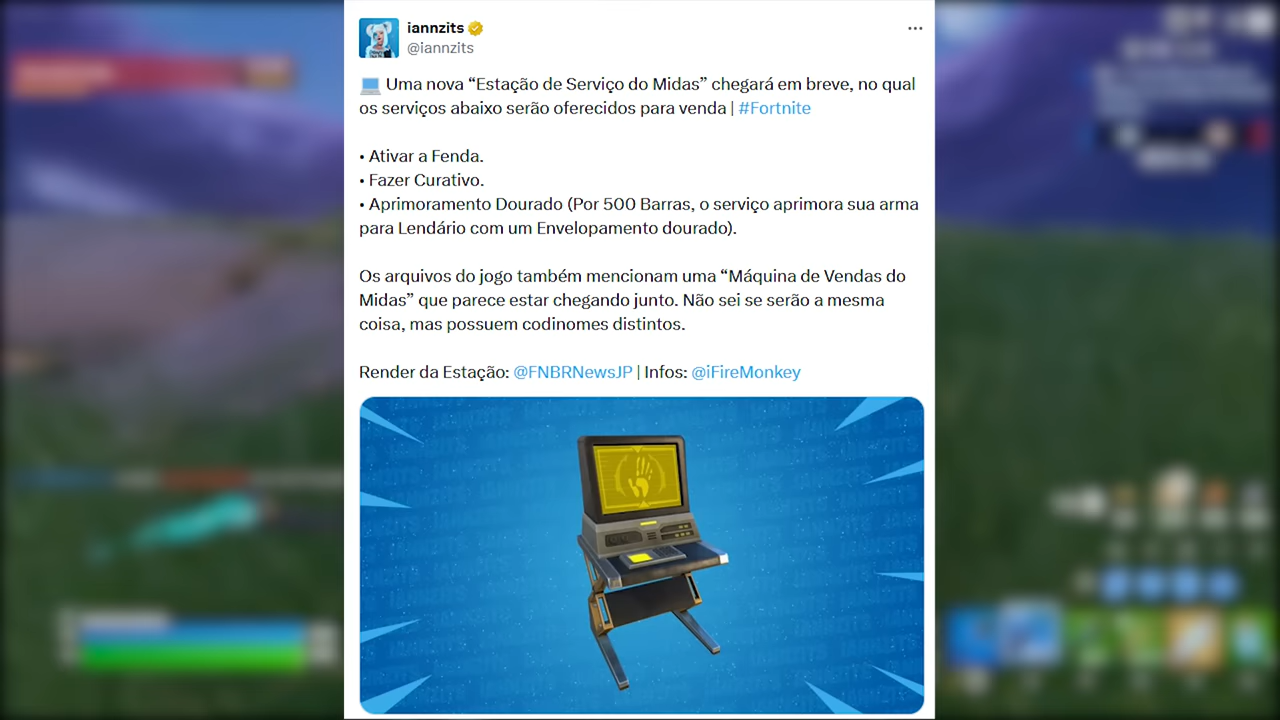 iannzits
@iannzits
Uma nova “Estação de Serviço do Midas” chegará em breve, no qual
os serviços abaixo serão oferecidos para venda | #Fortnite
• Ativar a Fenda.
• Fazer Curativo.
• Aprimoramento Dourado (Por 500 Barras, o serviço aprimora sua arma
para Lendário com um Envelopamento dourado).
Os arquivos do jogo também mencionam uma “Máquina de Vendas do
Midas” que parece estar chegando junto. Não sei se serão a mesma
coisa, mas possuem codinomes distintos.
Render da Estação: @FNBRNewsJP | Infos: @iFireMonkey